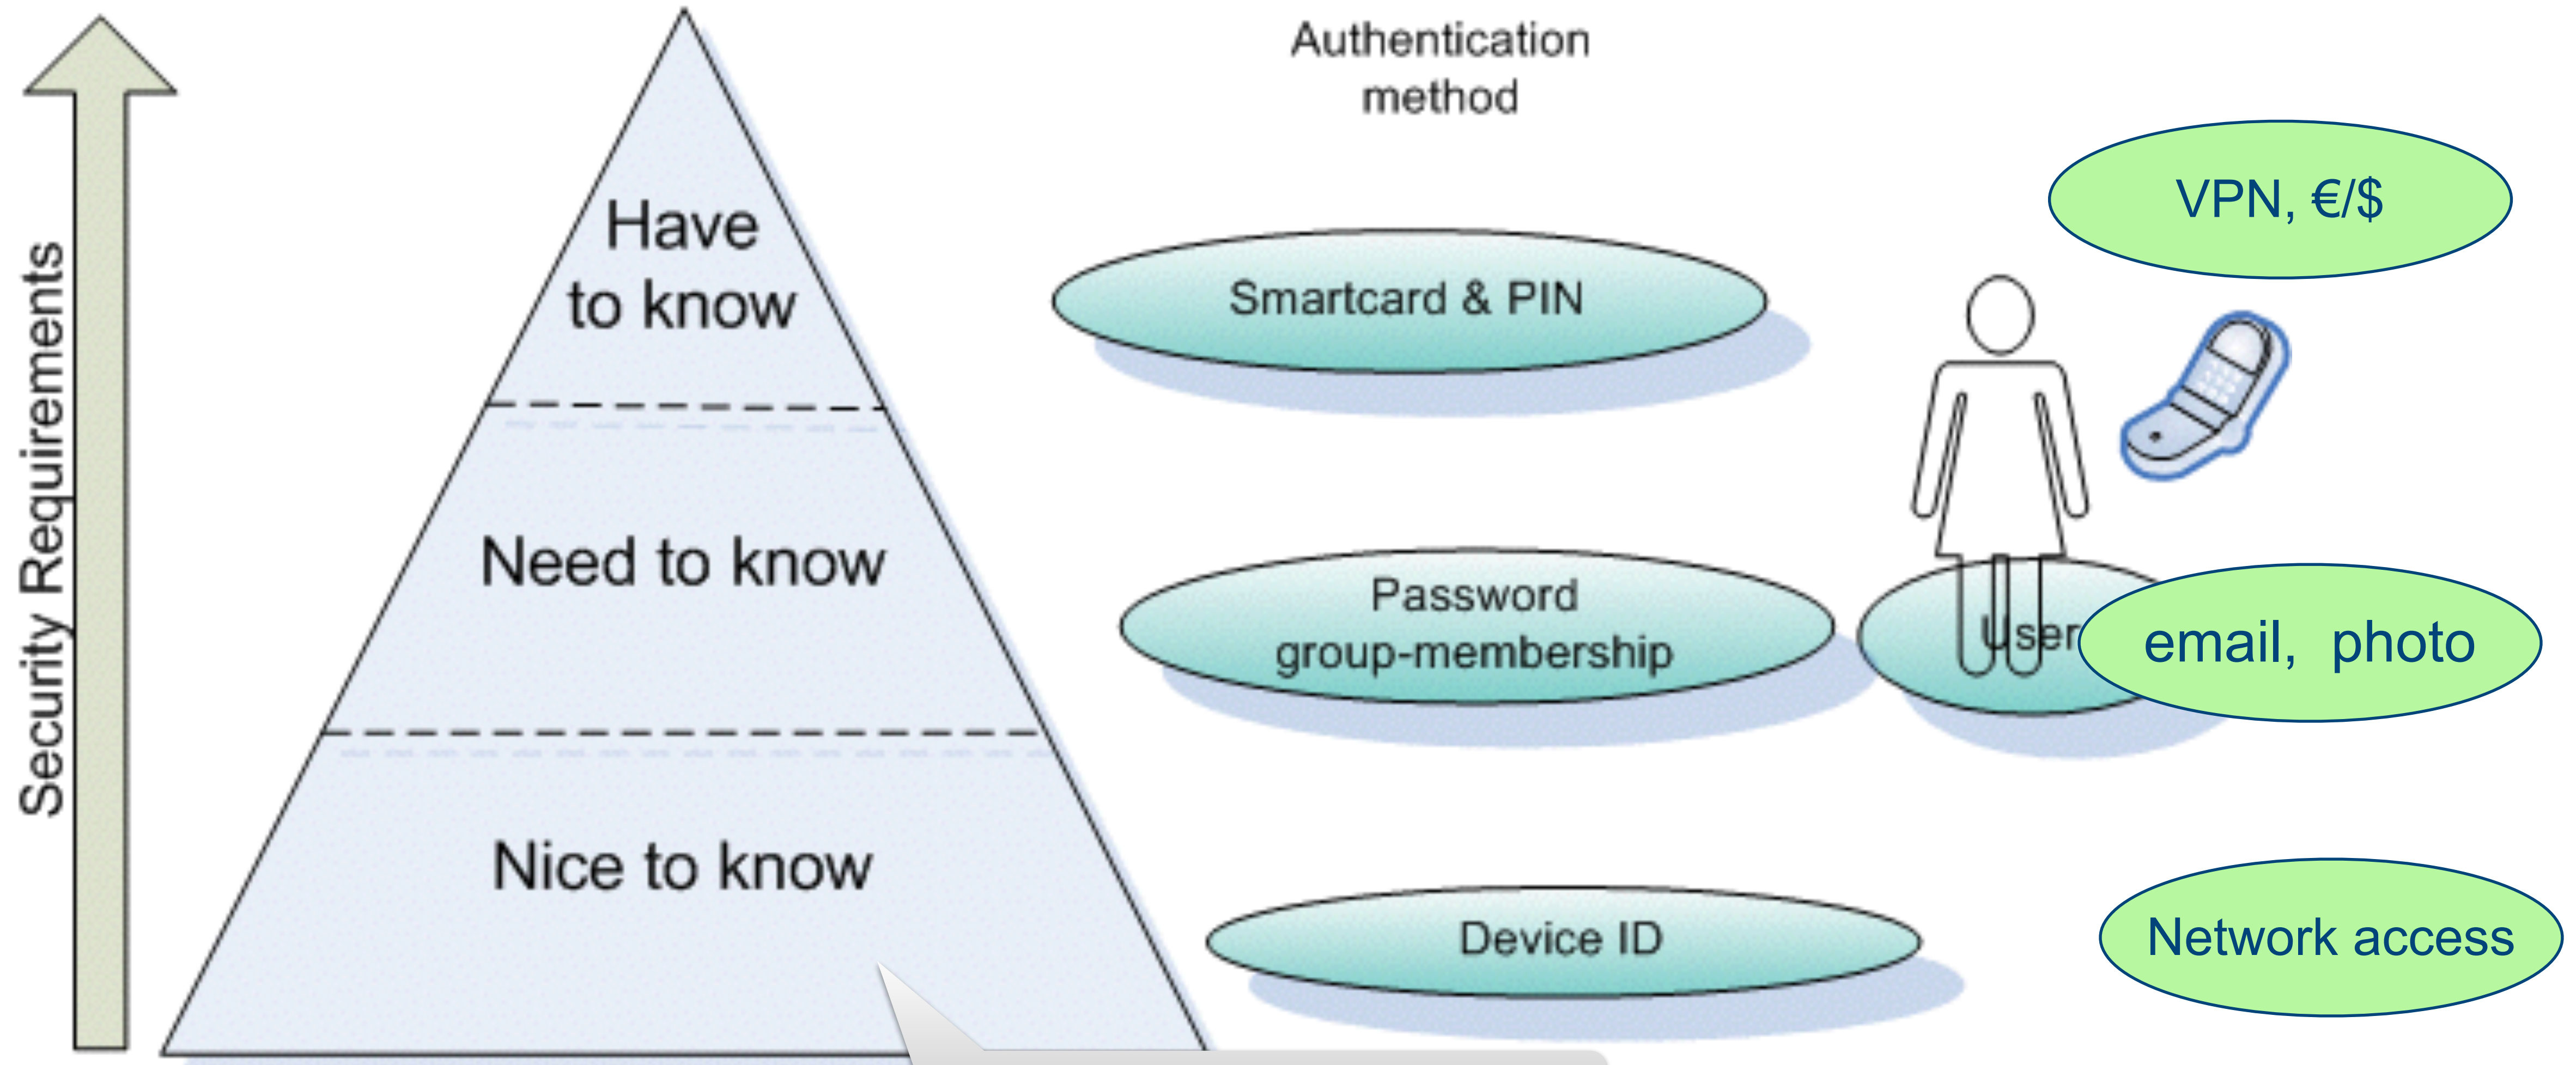 Security Requirements
Have
to know
Need to know
Nice to know
Authentication
method
Smartcard & PIN
Password
group-membership
Device ID
VPN, €/$
User
email, photo
Network access